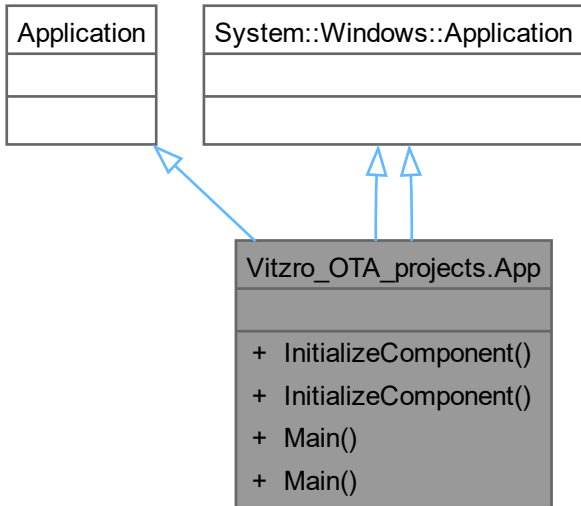 Application
System::Windows::Application
Vitzro_OTA_projects.App
+ InitializeComponent()
+ InitializeComponent()
+ Main()
+ Main()